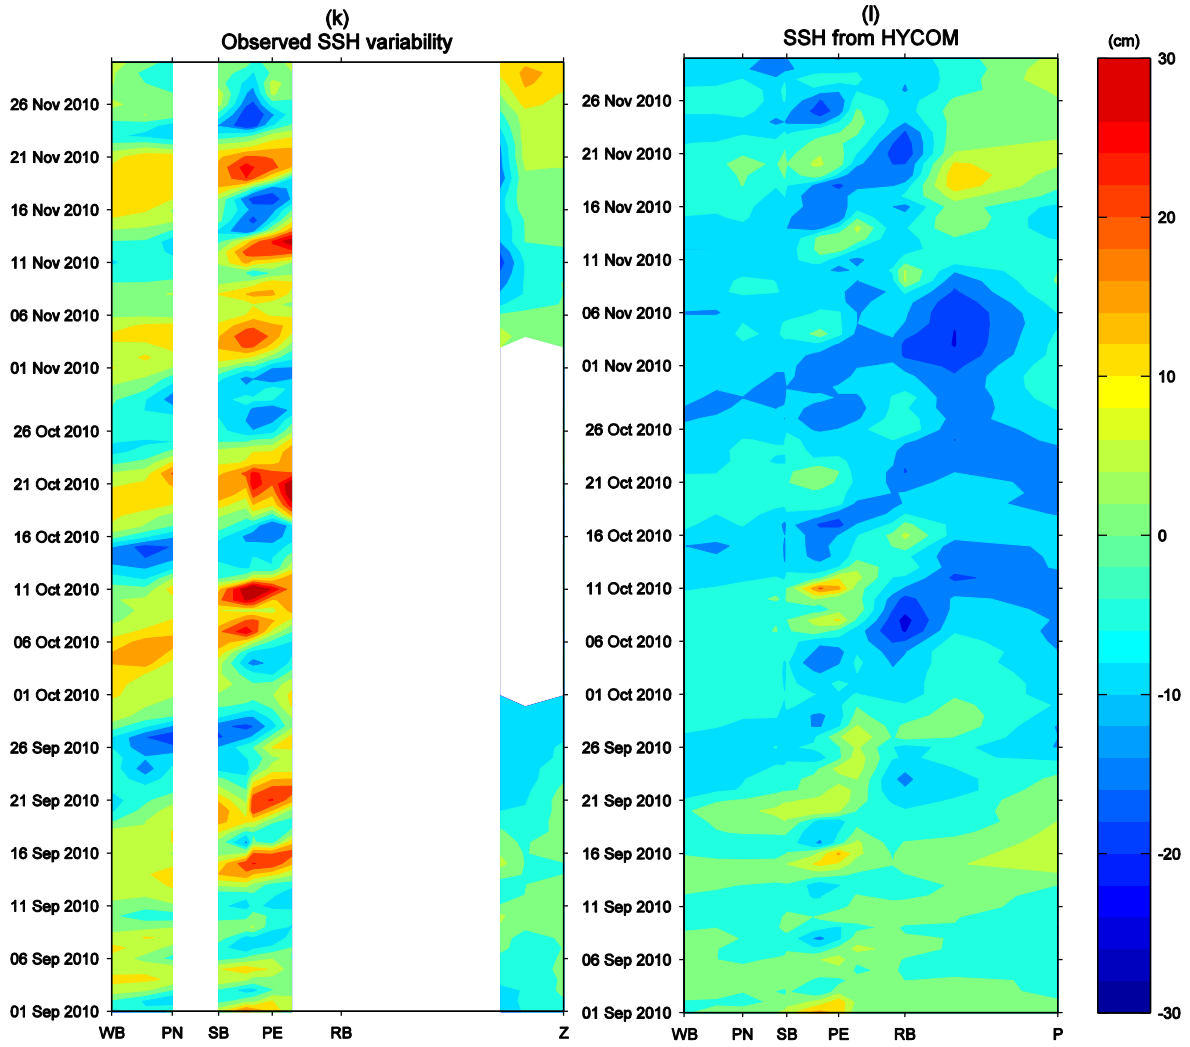 (k)
Observed SSH variability
26 Nov 2010
21 Nov 2010
16 Nov 2010
11 Nov 2010
06 Nov 2010
01 Nov 2010
26 Oct 2010
21 Oct 2010
16 Oct 2010
11 Oct 2010
06 Oct 2010
01 Oct 2010
26 Sep 2010
21 Sep 2010
16 Sep 2010
11 Sep 2010
06 Sep 2010
01 Sep 2010
WB PN SB PE RB Z
(l)
SSH from HYCOM
26 Nov 2010
21 Nov 2010
16 Nov 2010
11 Nov 2010
06 Nov 2010
01 Nov 2010
26 Oct 2010
21 Oct 2010
16 Oct 2010
11 Oct 2010
06 Oct 2010
01 Oct 2010
26 Sep 2010
21 Sep 2010
16 Sep 2010
11 Sep 2010
06 Sep 2010
01 Sep 2010
WB PN SB PE RB P
(cm)
30
20
10
0
-10
-20
-30